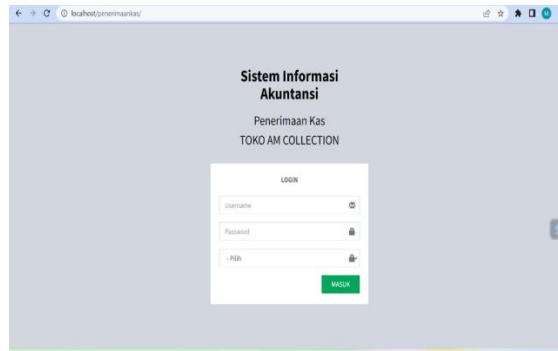 localhost/penerimaankas/
Sistem Informasi
Akuntansi
Penerimaan Kas
TOKO AM COLLECTION
LOGIN
Username
Password
- Pilih
MASUK